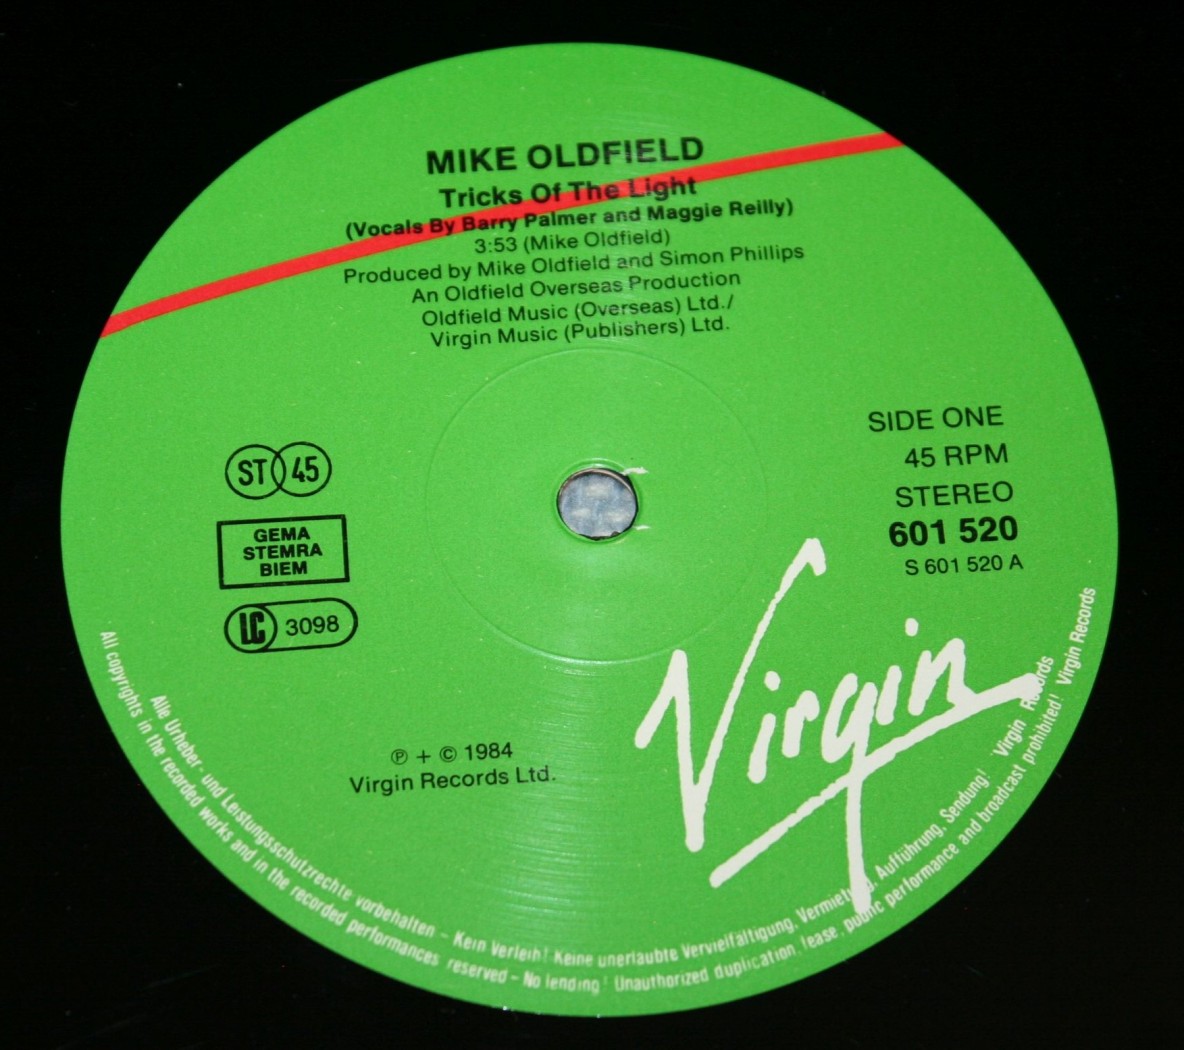 MIKE OLDFIELD
Tricks Of The Light
(Vocals By Barry Palmer and Maggie Reilly)
3:53 (Mike Oldfield)
Produced by Mike Oldfield and Simon Phillips
An Oldfield Overseas Production
Oldfield Music (Overseas) Ltd./
Virgin Music (Publishers) Ltd.
ST 45
GEMA
STEMRA
BIEM
LC 3098
SIDE ONE
45 RPM
STEREO
601 520
S 601 520 A
Virgin
℗ + © 1984
Virgin Records Ltd.
Alle Urheber- und Leistungsschutzrechte vorbehalten – Kein Verleih! Keine unerlaubte Vervielfältigung, Vermietung, Aufführung, Sendung! Virgin Records
All copyrights in the recorded works and in the recorded performances reserved – No lending! Unauthorized duplication, lease, public performance and broadcast prohibited! Virgin Records